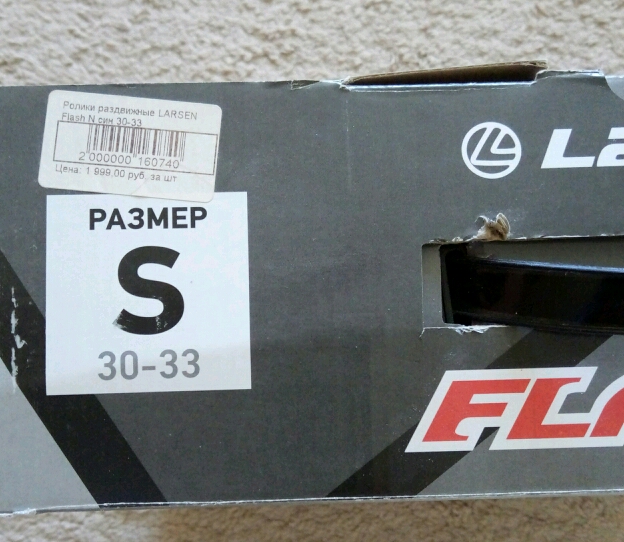 Ролики раздвижные LARSEN
Flash N син 30-33
2 000000 160740
Цена: 1 999,00 руб. за шт
La
РАЗМЕР
S
30-33
FLA